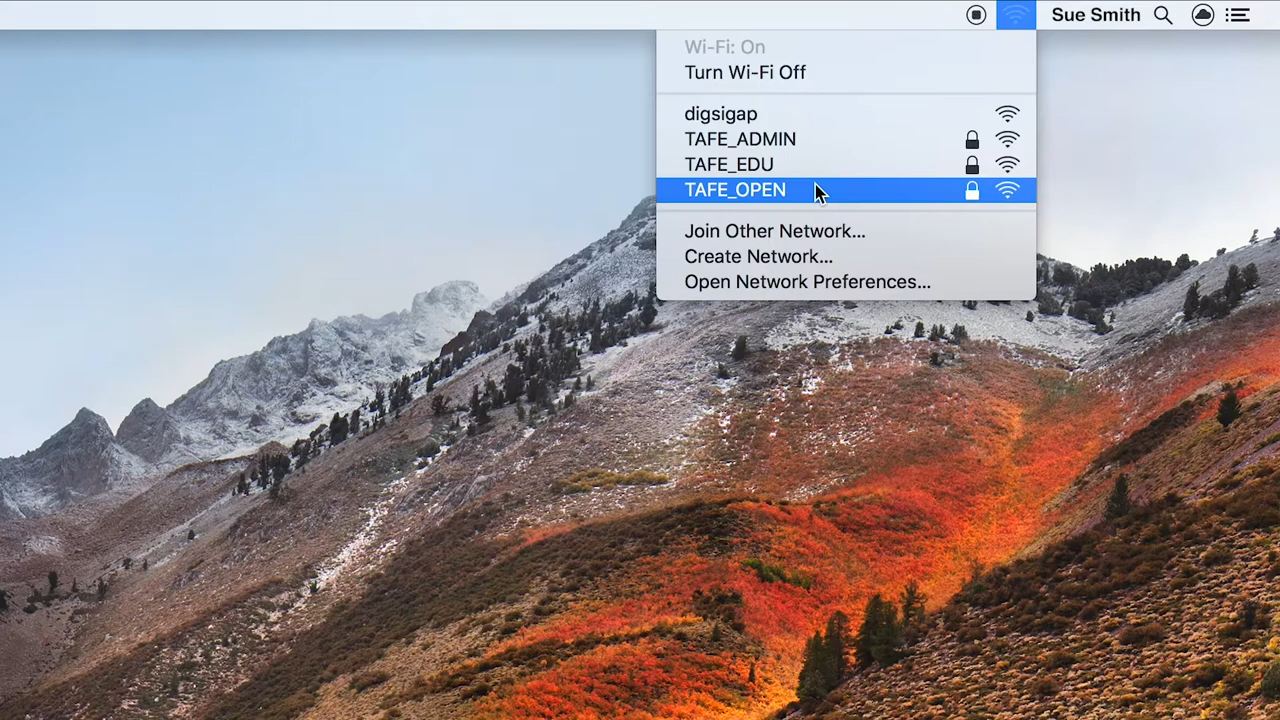 Sue Smith
Wi-Fi: On
Turn Wi-Fi Off
digsigap
TAFE_ADMIN
TAFE_EDU
TAFE_OPEN
Join Other Network...
Create Network...
Open Network Preferences...